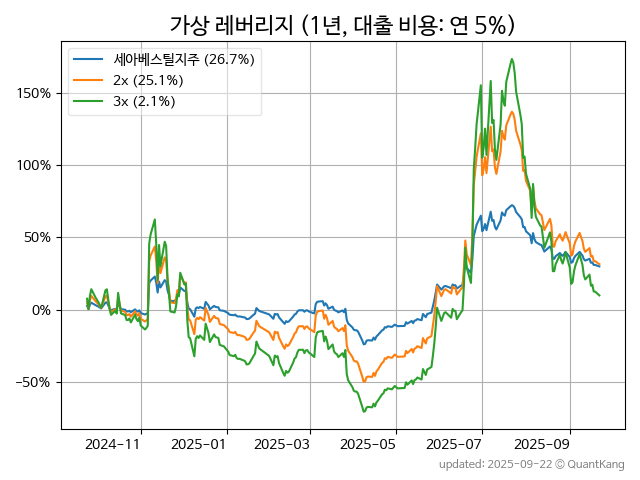 가상 레버리지 (1년, 대출 비용: 연 5%)
세아베스틸지주 (26.7%)
2x (25.1%)
3x (2.1%)
150%
100%
50%
0%
−50%
2024-11
2025-01
2025-03
2025-05
2025-07
2025-09
updated: 2025-09-22 © QuantKang